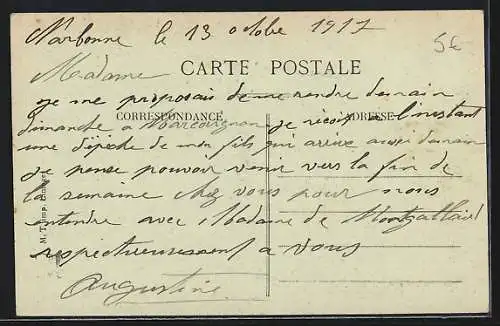 Narbonne le 13 octobre 1917
5€
Madame
CARTE POSTALE
je me proposais de me rendre demain
CORRESPONDANCE
ADRESSE
dimanche a Marcorignan je reçois l'instant
une dépeche de mon fils qui arrive aussi demain
je pense pouvoir venir vers la fin de
la semaine chez vous pour nous
entendre avec Madame de
respectueusement a vous
Augustine